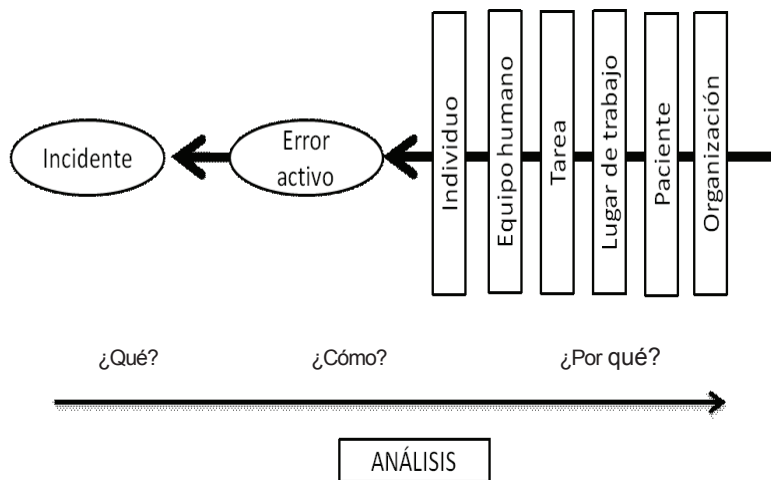 Incidente
Error
activo
Individuo
Equipo humano
Tarea
Lugar de trabajo
Paciente
Organización
¿Qué?
¿Cómo?
¿Por qué?
ANÁLISIS